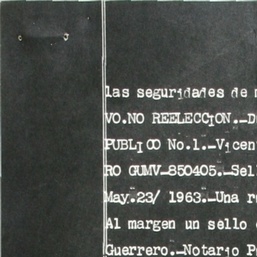 las seguridades de
VO.NO REELECCION.-
PUBLICO No.1.-Vicen
RO GUMV-850405.-Sel
May.23/ 1963.-Una r
Al margen un sello
Guerrero.-Notario P